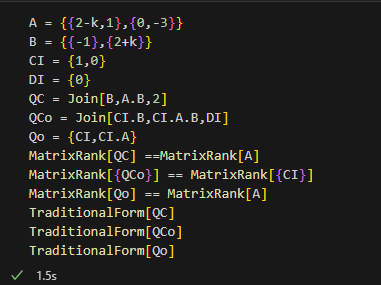 A = {{2-k,1},{0,-3}}
B = {{-1},{2+k}}
CI = {1,0}
DI = {0}
QC = Join[B,A.B,2]
QCo = Join[CI.B,CI.A.B,DI]
Qo = {CI,CI.A}
MatrixRank[QC] ==MatrixRank[A]
MatrixRank[{QCo}] == MatrixRank[{CI}]
MatrixRank[Qo] == MatrixRank[A]
TraditionalForm[QC]
TraditionalForm[QCo]
TraditionalForm[Qo]
✓ 1.5s